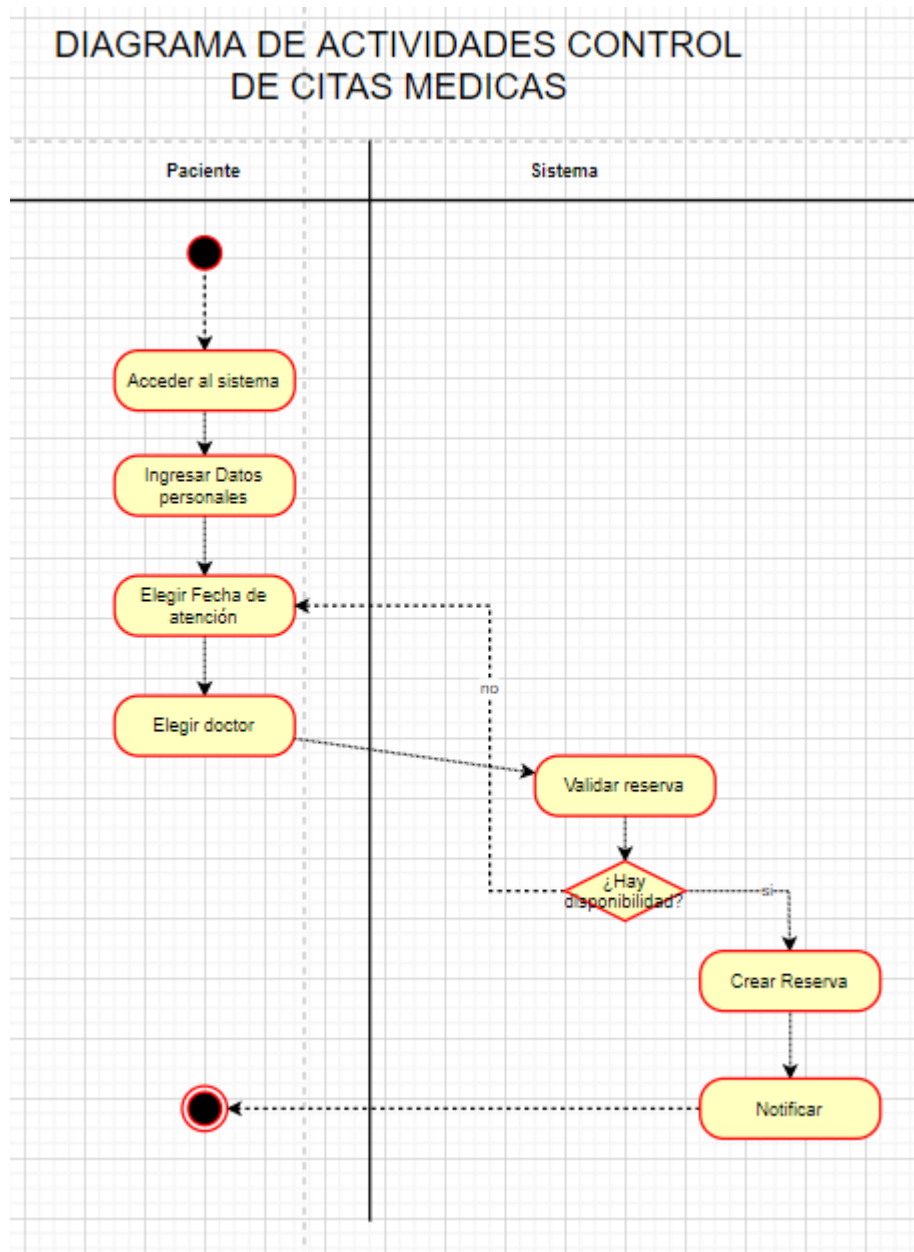 DIAGRAMA DE ACTIVIDADES CONTROL
DE CITAS MEDICAS
Paciente
Sistema
Acceder al sistema
Ingresar Datos
personales
Elegir Fecha de
atención
no
Elegir doctor
Validar reserva
¿Hay
disponibilidad?
si
Crear Reserva
Notificar